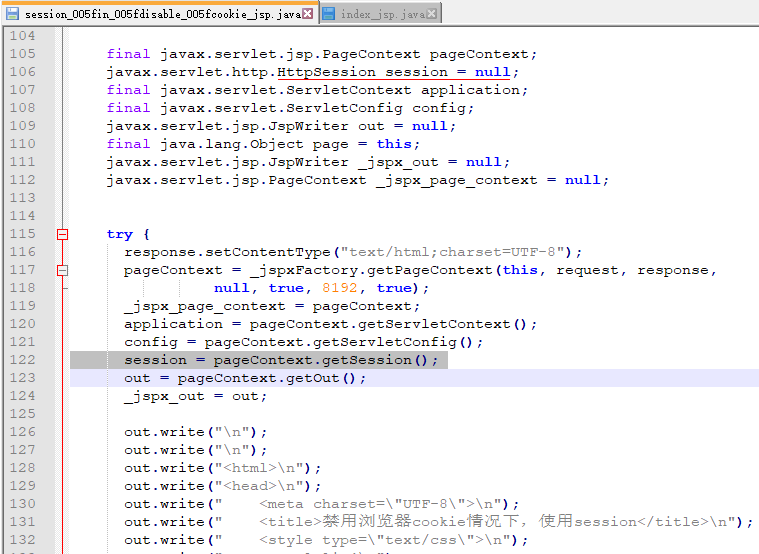 session_005fin_005fdisable_005fcookie_jsp.java
index_jsp.java
104
105 final javax.servlet.jsp.PageContext pageContext;
106 javax.servlet.http.HttpSession session = null;
107 final javax.servlet.ServletContext application;
108 final javax.servlet.ServletConfig config;
109 javax.servlet.jsp.JspWriter out = null;
110 final java.lang.Object page = this;
111 javax.servlet.jsp.JspWriter _jspx_out = null;
112 javax.servlet.jsp.PageContext _jspx_page_context = null;
113
114
115 try {
116 response.setContentType("text/html;charset=UTF-8");
117 pageContext = _jspxFactory.getPageContext(this, request, response,
118 null, true, 8192, true);
119 _jspx_page_context = pageContext;
120 application = pageContext.getServletContext();
121 config = pageContext.getServletConfig();
122 session = pageContext.getSession();
123 out = pageContext.getOut();
124 _jspx_out = out;
125
126 out.write("\n");
127 out.write("\n");
128 out.write("<html>\n");
129 out.write("<head>\n");
130 out.write("    <meta charset=\"UTF-8\">\n");
131 out.write("    <title>禁用浏览器cookie情况下，使用session</title>\n");
132 out.write("    <style type=\"text/css\">\n");